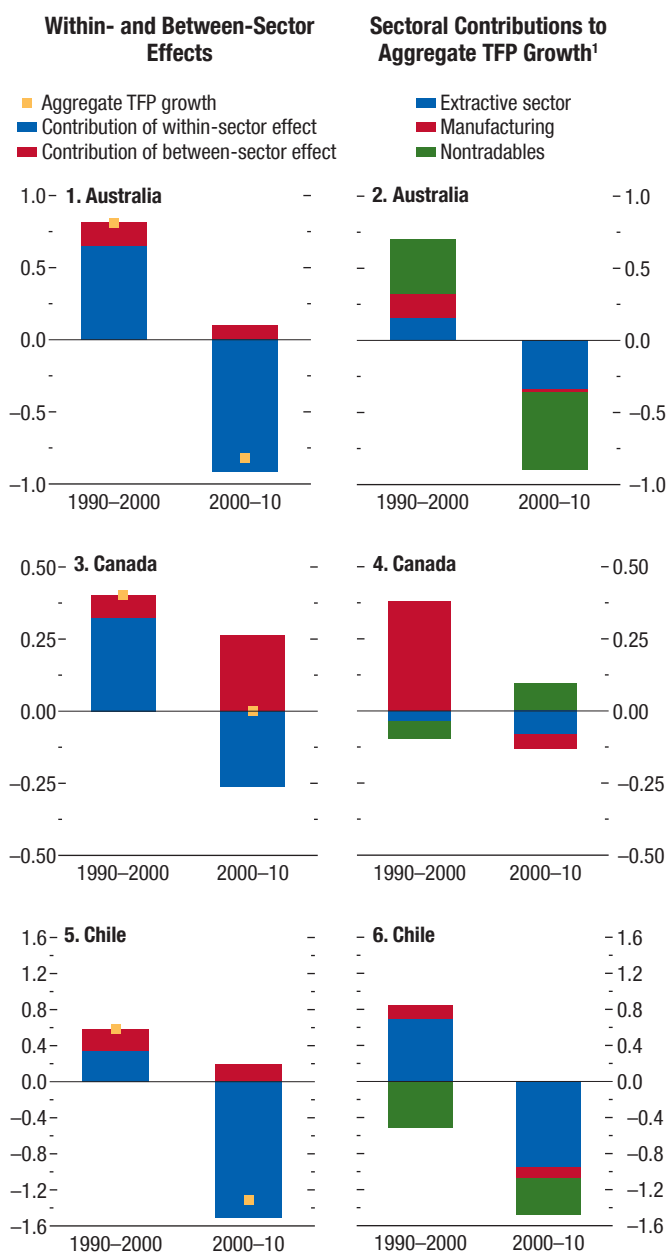 Within- and Between-Sector
Effects
Sectoral Contributions to
Aggregate TFP Growth¹
Aggregate TFP growth
Contribution of within-sector effect
Contribution of between-sector effect
Extractive sector
Manufacturing
Nontradables
1. Australia
1.0
0.5
0.0
–0.5
–1.0
1990–2000 2000–10
2. Australia
1.0
0.5
0.0
–0.5
–1.0
1990–2000 2000–10
3. Canada
0.50
0.25
0.00
–0.25
–0.50
1990–2000 2000–10
4. Canada
0.50
0.25
0.00
–0.25
–0.50
1990–2000 2000–10
5. Chile
1.6
1.2
0.8
0.4
0.0
–0.4
–0.8
–1.2
–1.6
1990–2000 2000–10
6. Chile
1.6
1.2
0.8
0.4
0.0
–0.4
–0.8
–1.2
–1.6
1990–2000 2000–10